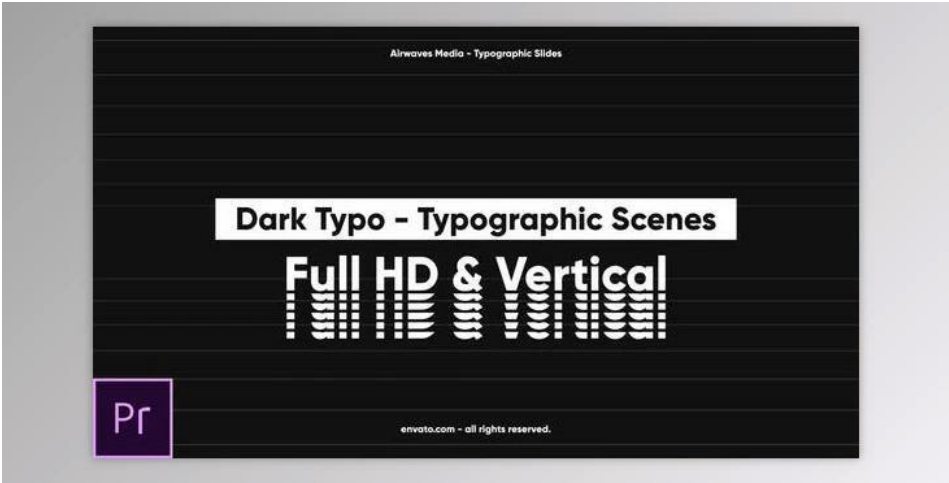 Airwaves Media - Typographic Slides
Dark Typo - Typographic Scenes
Full HD & Vertical
Pr
envato.com - all rights reserved.